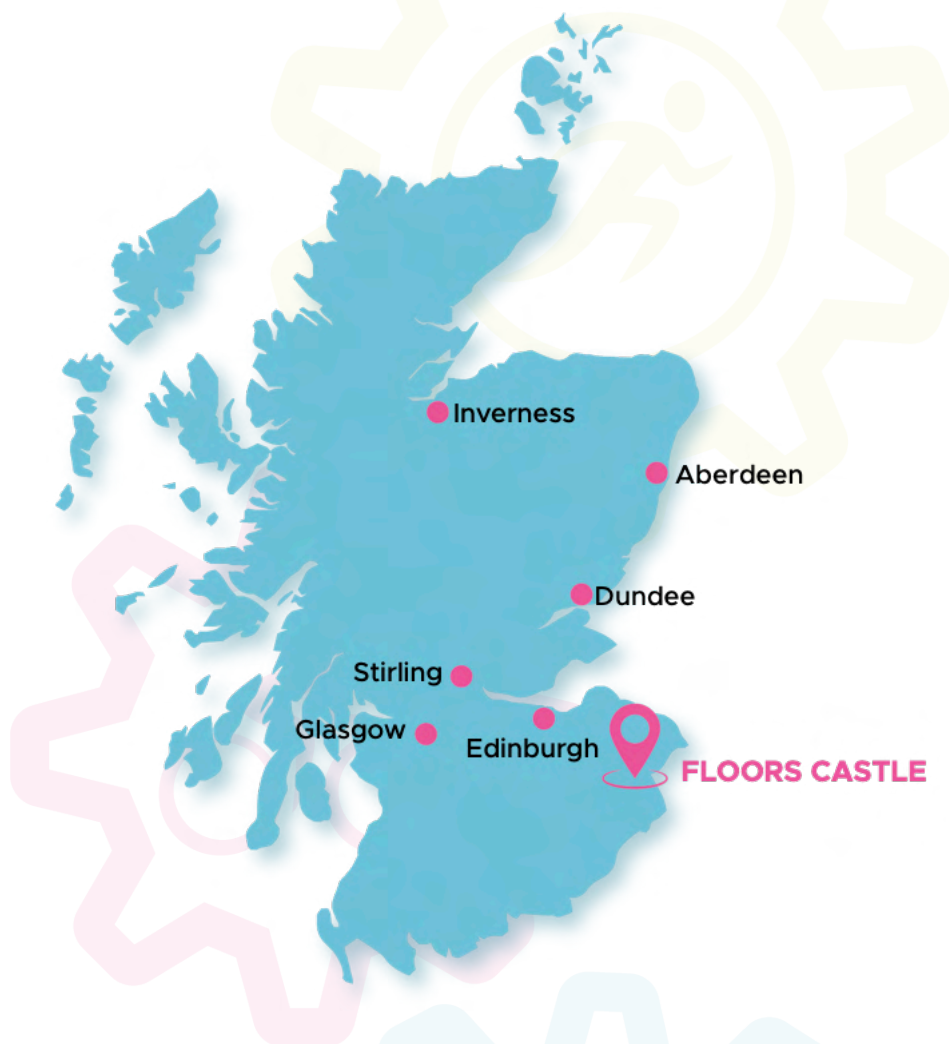 Inverness
Aberdeen
Dundee
Stirling
Glasgow
Edinburgh
FLOORS CASTLE